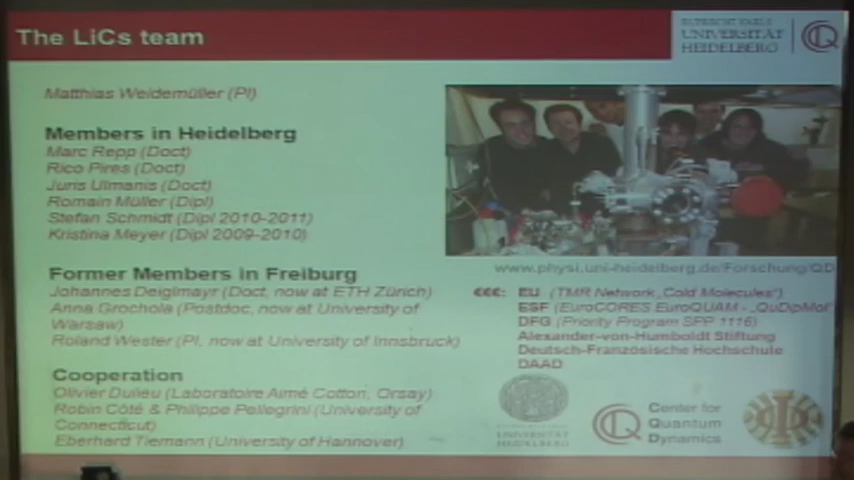 The LiCs team
RUPRECHT-KARLS-
UNIVERSITÄT
HEIDELBERG
Matthias Weidemüller (PI)
Members in Heidelberg
Marc Repp (Doct)
Rico Pires (Doct)
Juris Ulmanis (Doct)
Romain Müller (Dipl)
Stefan Schmidt (Dipl 2010-2011)
Kristina Meyer (Dipl 2009-2010)
www.physi.uni-heidelberg.de/Forschung/QD
Former Members in Freiburg
Johannes Deiglmayr (Doct, now at ETH Zürich)
Anna Grochola (Postdoc, now at University of
Warsaw)
Roland Wester (PI, now at University of Innsbruck)
€€€: EU (TMR Network „Cold Molecules“)
ESF (EuroCORES EuroQUAM - „QuDipMol“
DFG (Priority Program SPP 1116)
Alexander-von-Humboldt Stiftung
Deutsch-Französische Hochschule
DAAD
Cooperation
Olivier Dulieu (Laboratoire Aimé Cotton, Orsay)
Robin Côté & Philippe Pellegrini (University of
Connecticut)
Eberhard Tiemann (University of Hannover)
UNIVERSITÄT
HEIDELBERG
Center for
Quantum
Dynamics